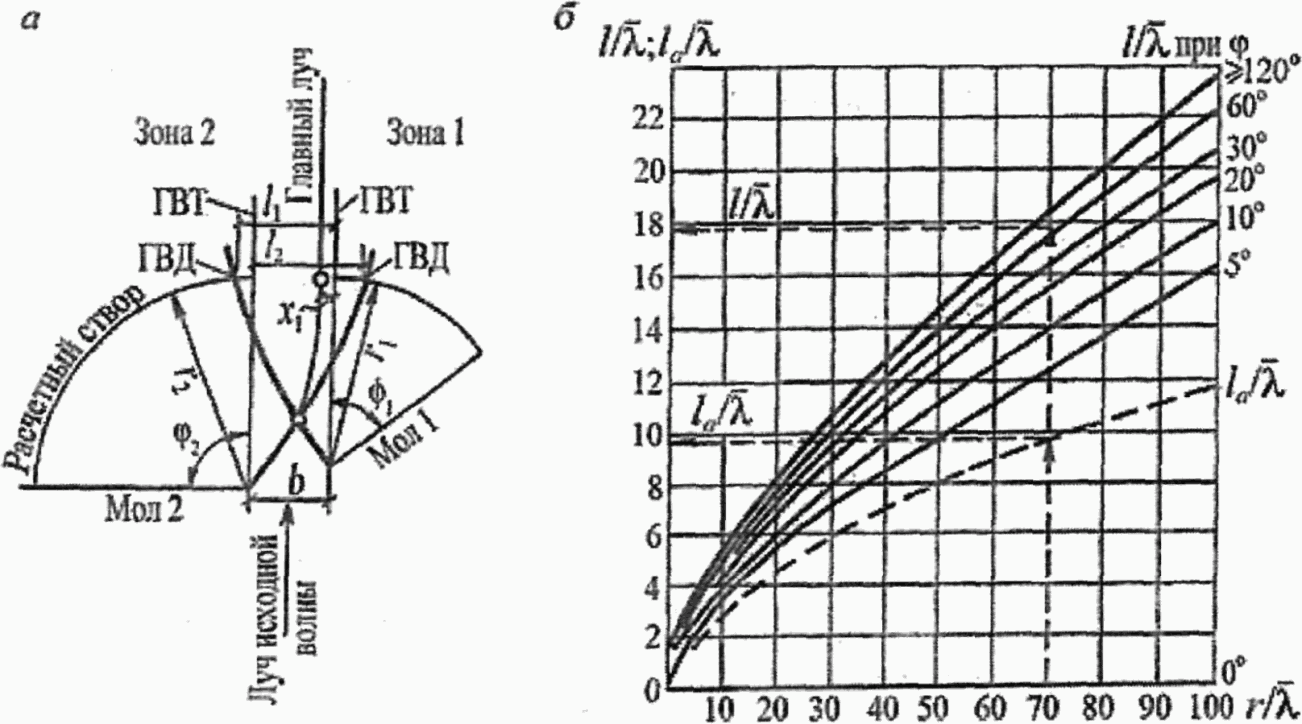 а
Зона 2
Главный луч
Зона 1
ГВТ
l₁
ГВТ
ГВД
l₂
ГВД
Расчетный створ
x₁
r₂
r₁
φ₂
φ₁
Мол 1
b
Мол 2
Луч исходной
волны
б
l/λ̄; lₐ/λ̄
l/λ̄ при φ
≥120°
60°
30°
20°
10°
5°
lₐ/λ̄
0°
22
20
18
16
14
12
10
8
6
4
2
0
l/λ̄
lₐ/λ̄
10 20 30 40 50 60 70 80 90 100 r/λ̄